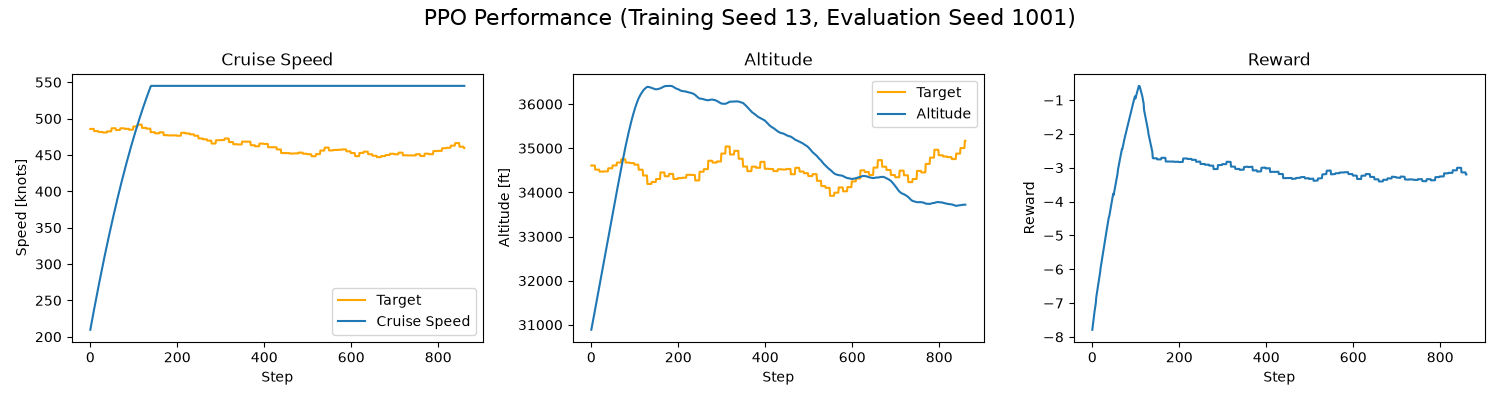 PPO Performance (Training Seed 13, Evaluation Seed 1001)
Cruise Speed
Speed [knots]
550
500
450
400
350
300
250
200
0 200 400 600 800
Step
Target
Cruise Speed
Altitude
Altitude [ft]
36000
35000
34000
33000
32000
31000
0 200 400 600 800
Step
Target
Altitude
Reward
Reward
−1
−2
−3
−4
−5
−6
−7
−8
0 200 400 600 800
Step